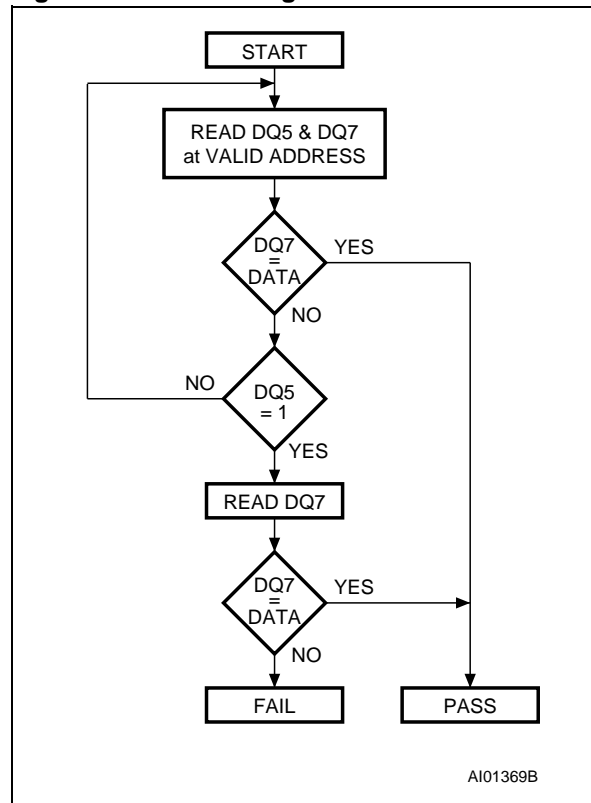 START
READ DQ5 & DQ7
at VALID ADDRESS
DQ7
=
DATA
YES
NO
NO
DQ5
= 1
YES
READ DQ7
DQ7
=
DATA
YES
NO
FAIL
PASS
AI01369B